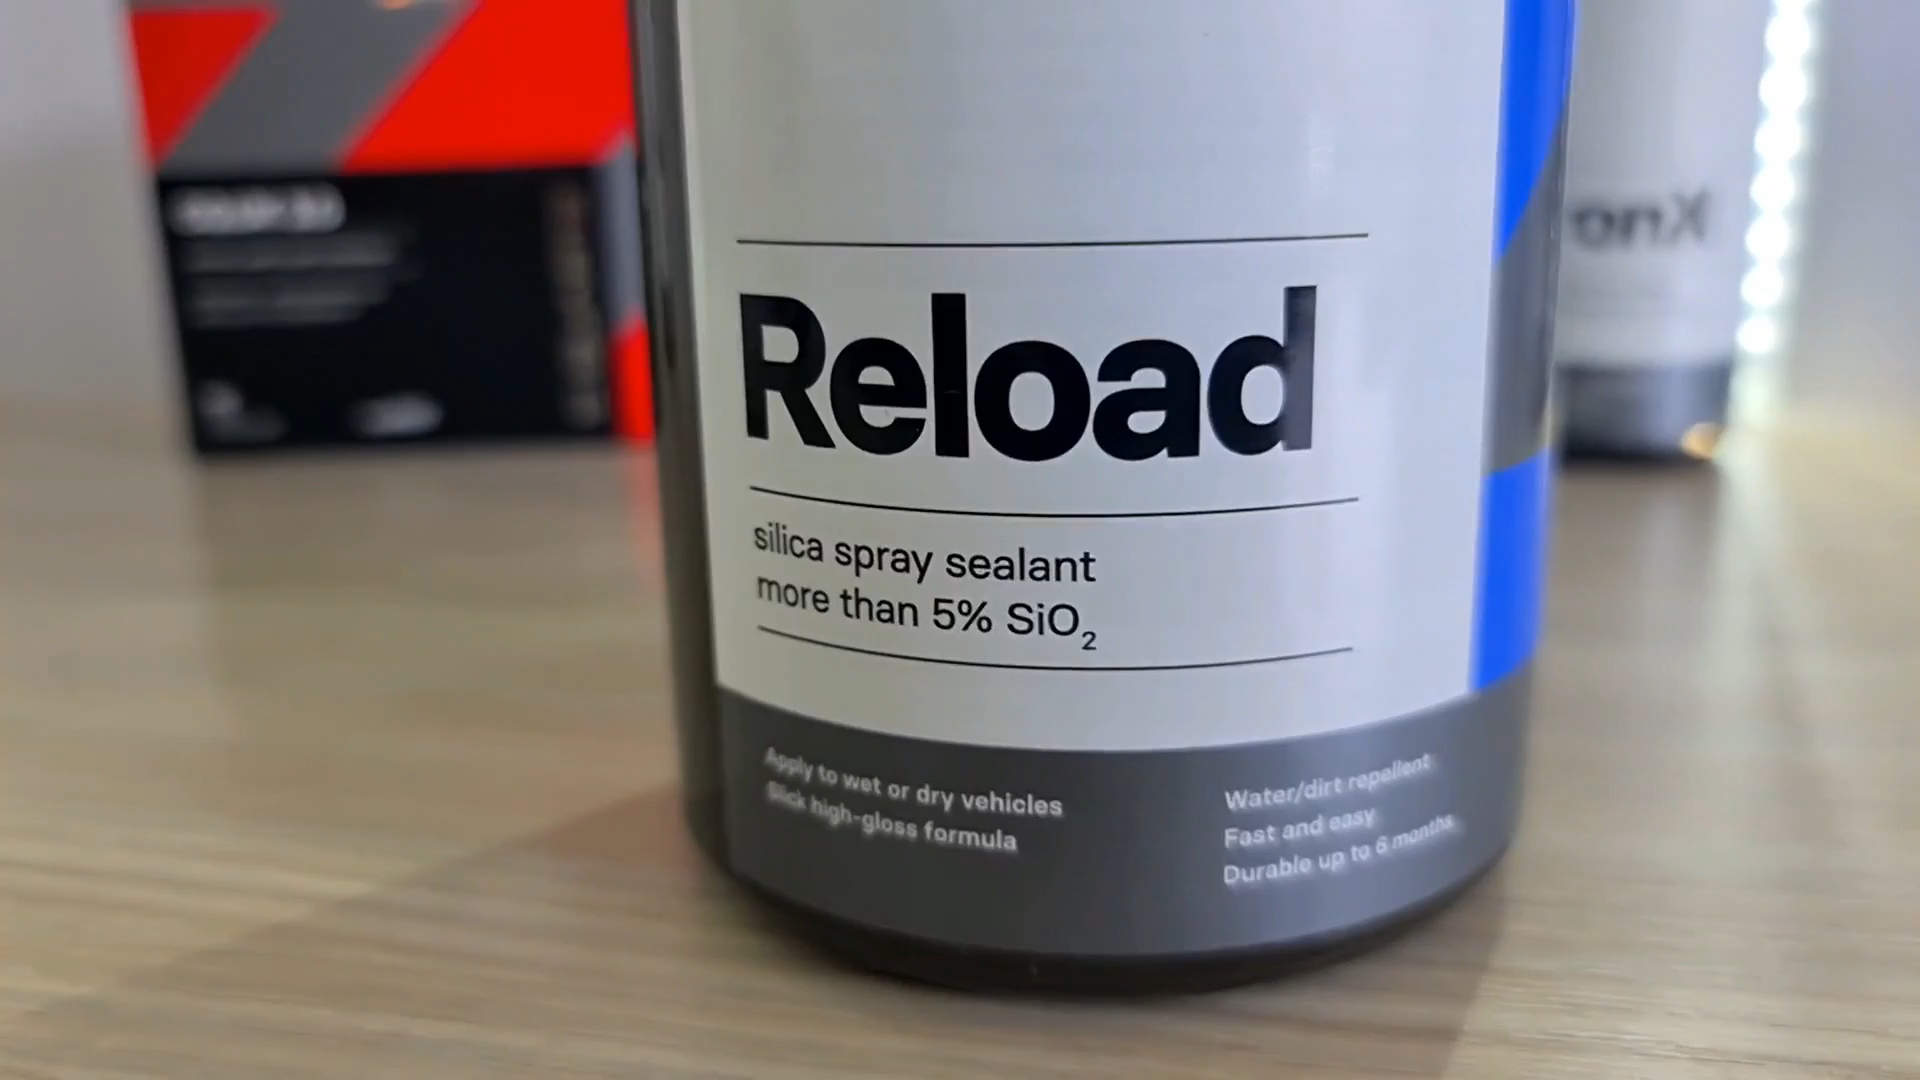 Reload
silica spray sealant
more than 5% SiO₂
Apply to wet or dry vehicles
Slick high-gloss formula
Water/dirt repellent
Fast and easy
Durable up to 6 months
onX